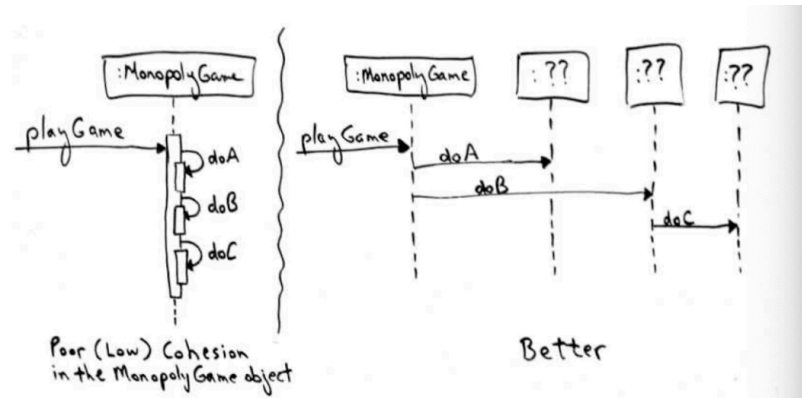 :MonopolyGame
playGame
doA
doB
doC
Poor (Low) Cohesion
in the MonopolyGame object
:MonopolyGame
: ??
:??
:??
playGame
doA
doB
doC
Better